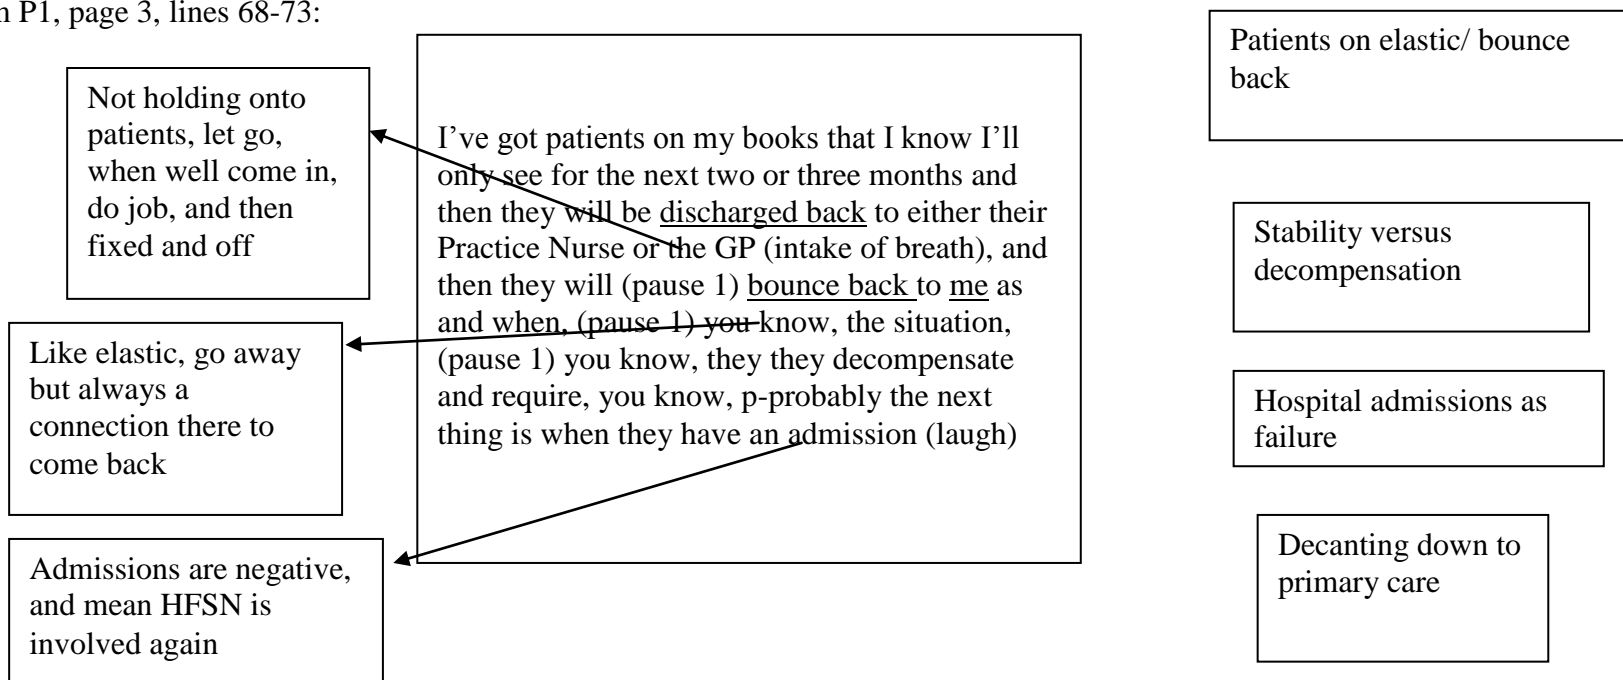 P1, page 3, lines 68-73:
Not holding onto
patients, let go,
when well come in,
do job, and then
fixed and off
Like elastic, go away
but always a
connection there to
come back
Admissions are negative,
and mean HFSN is
involved again
I’ve got patients on my books that I know I’ll
only see for the next two or three months and
then they will be discharged back to either their
Practice Nurse or the GP (intake of breath), and
then they will (pause 1) bounce back to me as
and when, (pause 1) you know, the situation,
(pause 1) you know, they they decompensate
and require, you know, p-probably the next
thing is when they have an admission (laugh)
Patients on elastic/ bounce
back
Stability versus
decompensation
Hospital admissions as
failure
Decanting down to
primary care